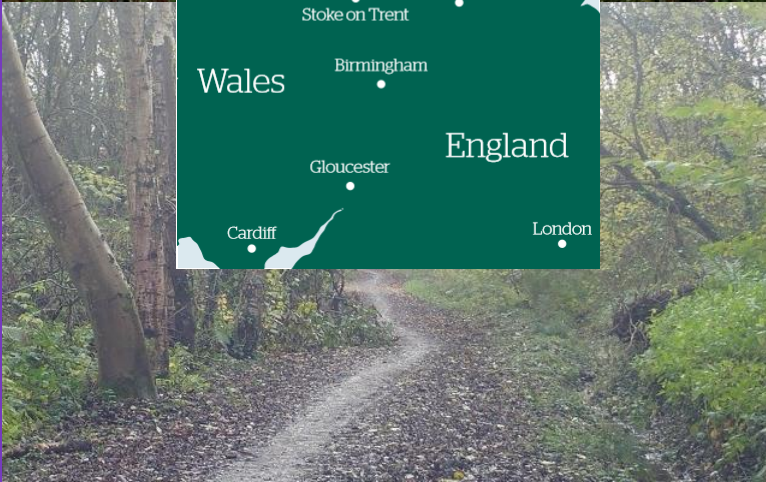 Stoke on Trent
Birmingham
Wales
England
Gloucester
Cardiff
London